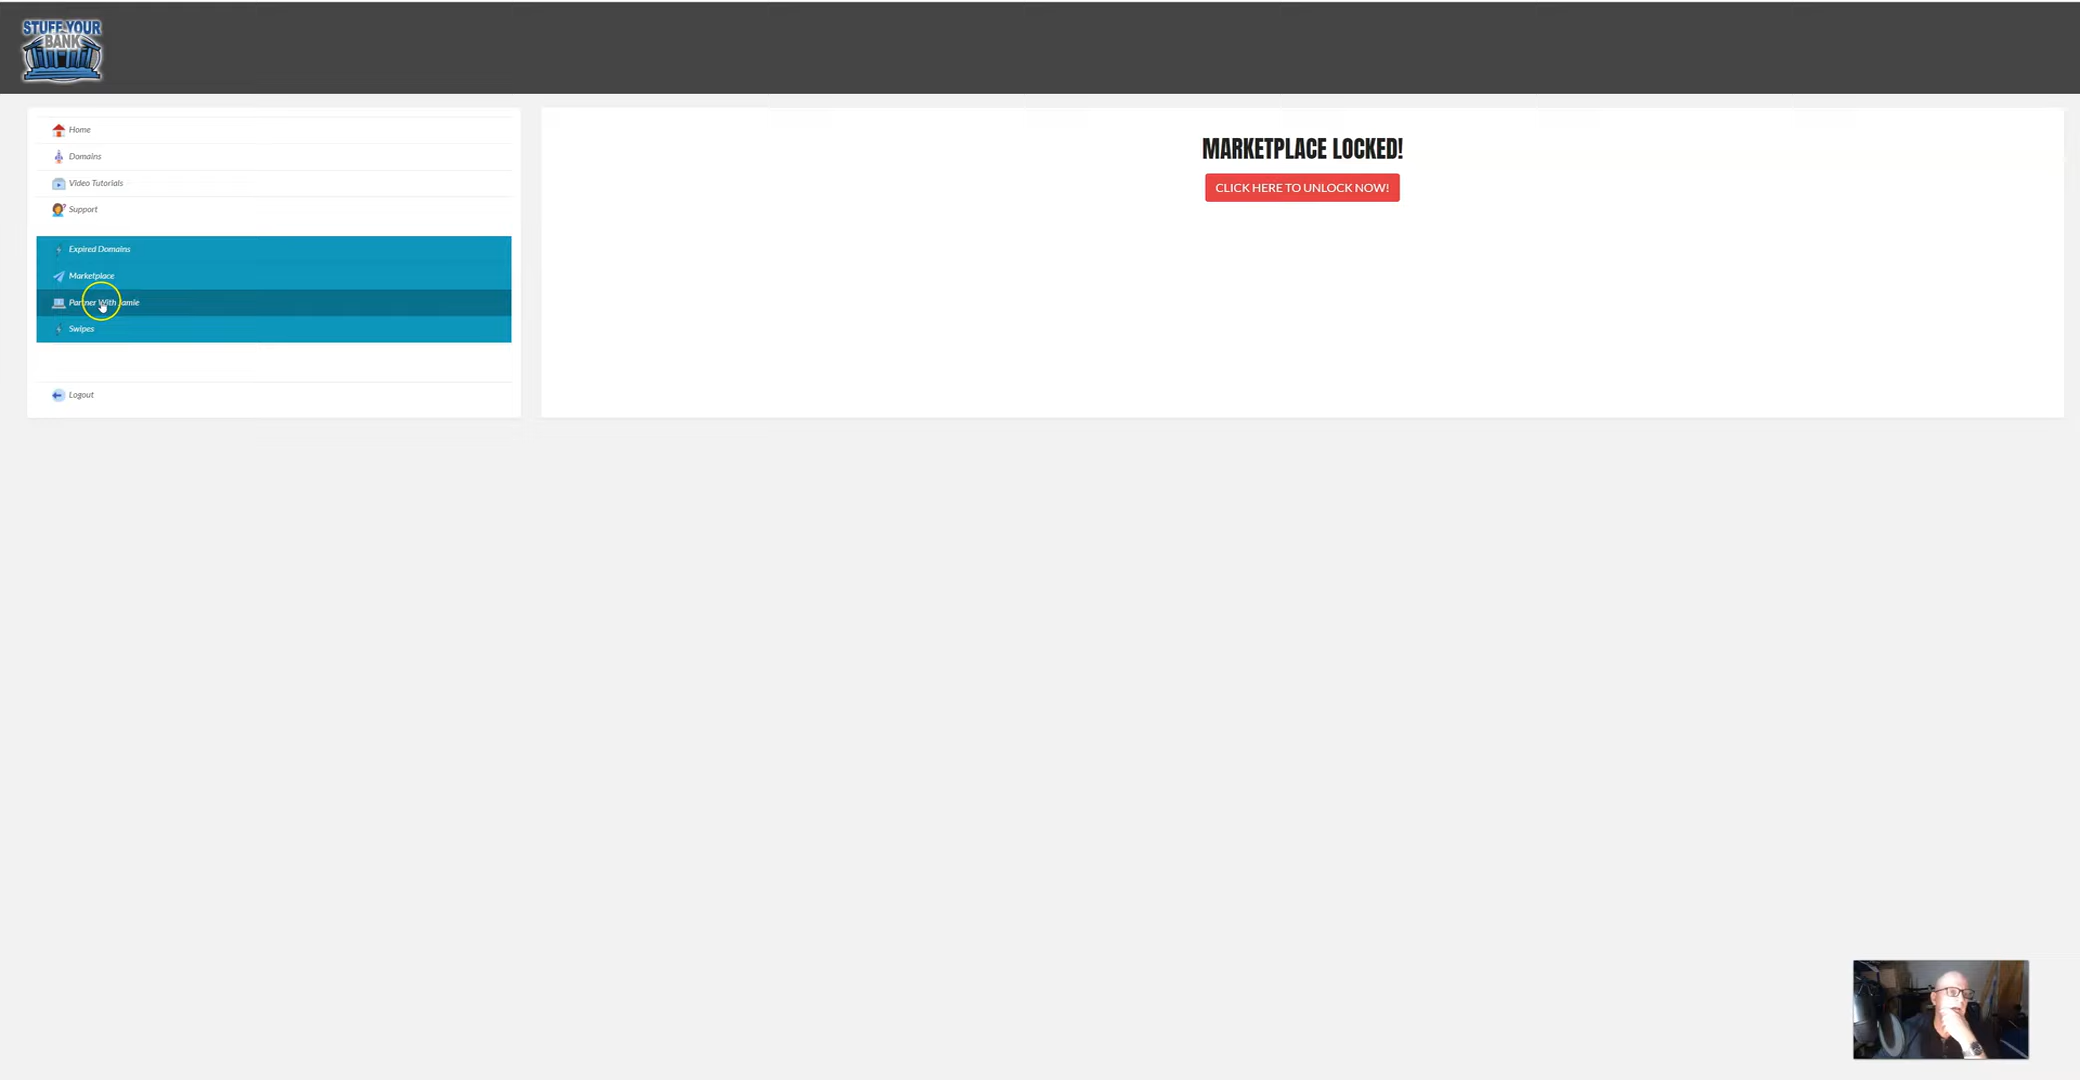 STUFF YOUR
BANK
Home
Domains
Video Tutorials
Support
Expired Domains
Marketplace
Partner With Jamie
Swipes
Logout
MARKETPLACE LOCKED!
CLICK HERE TO UNLOCK NOW!